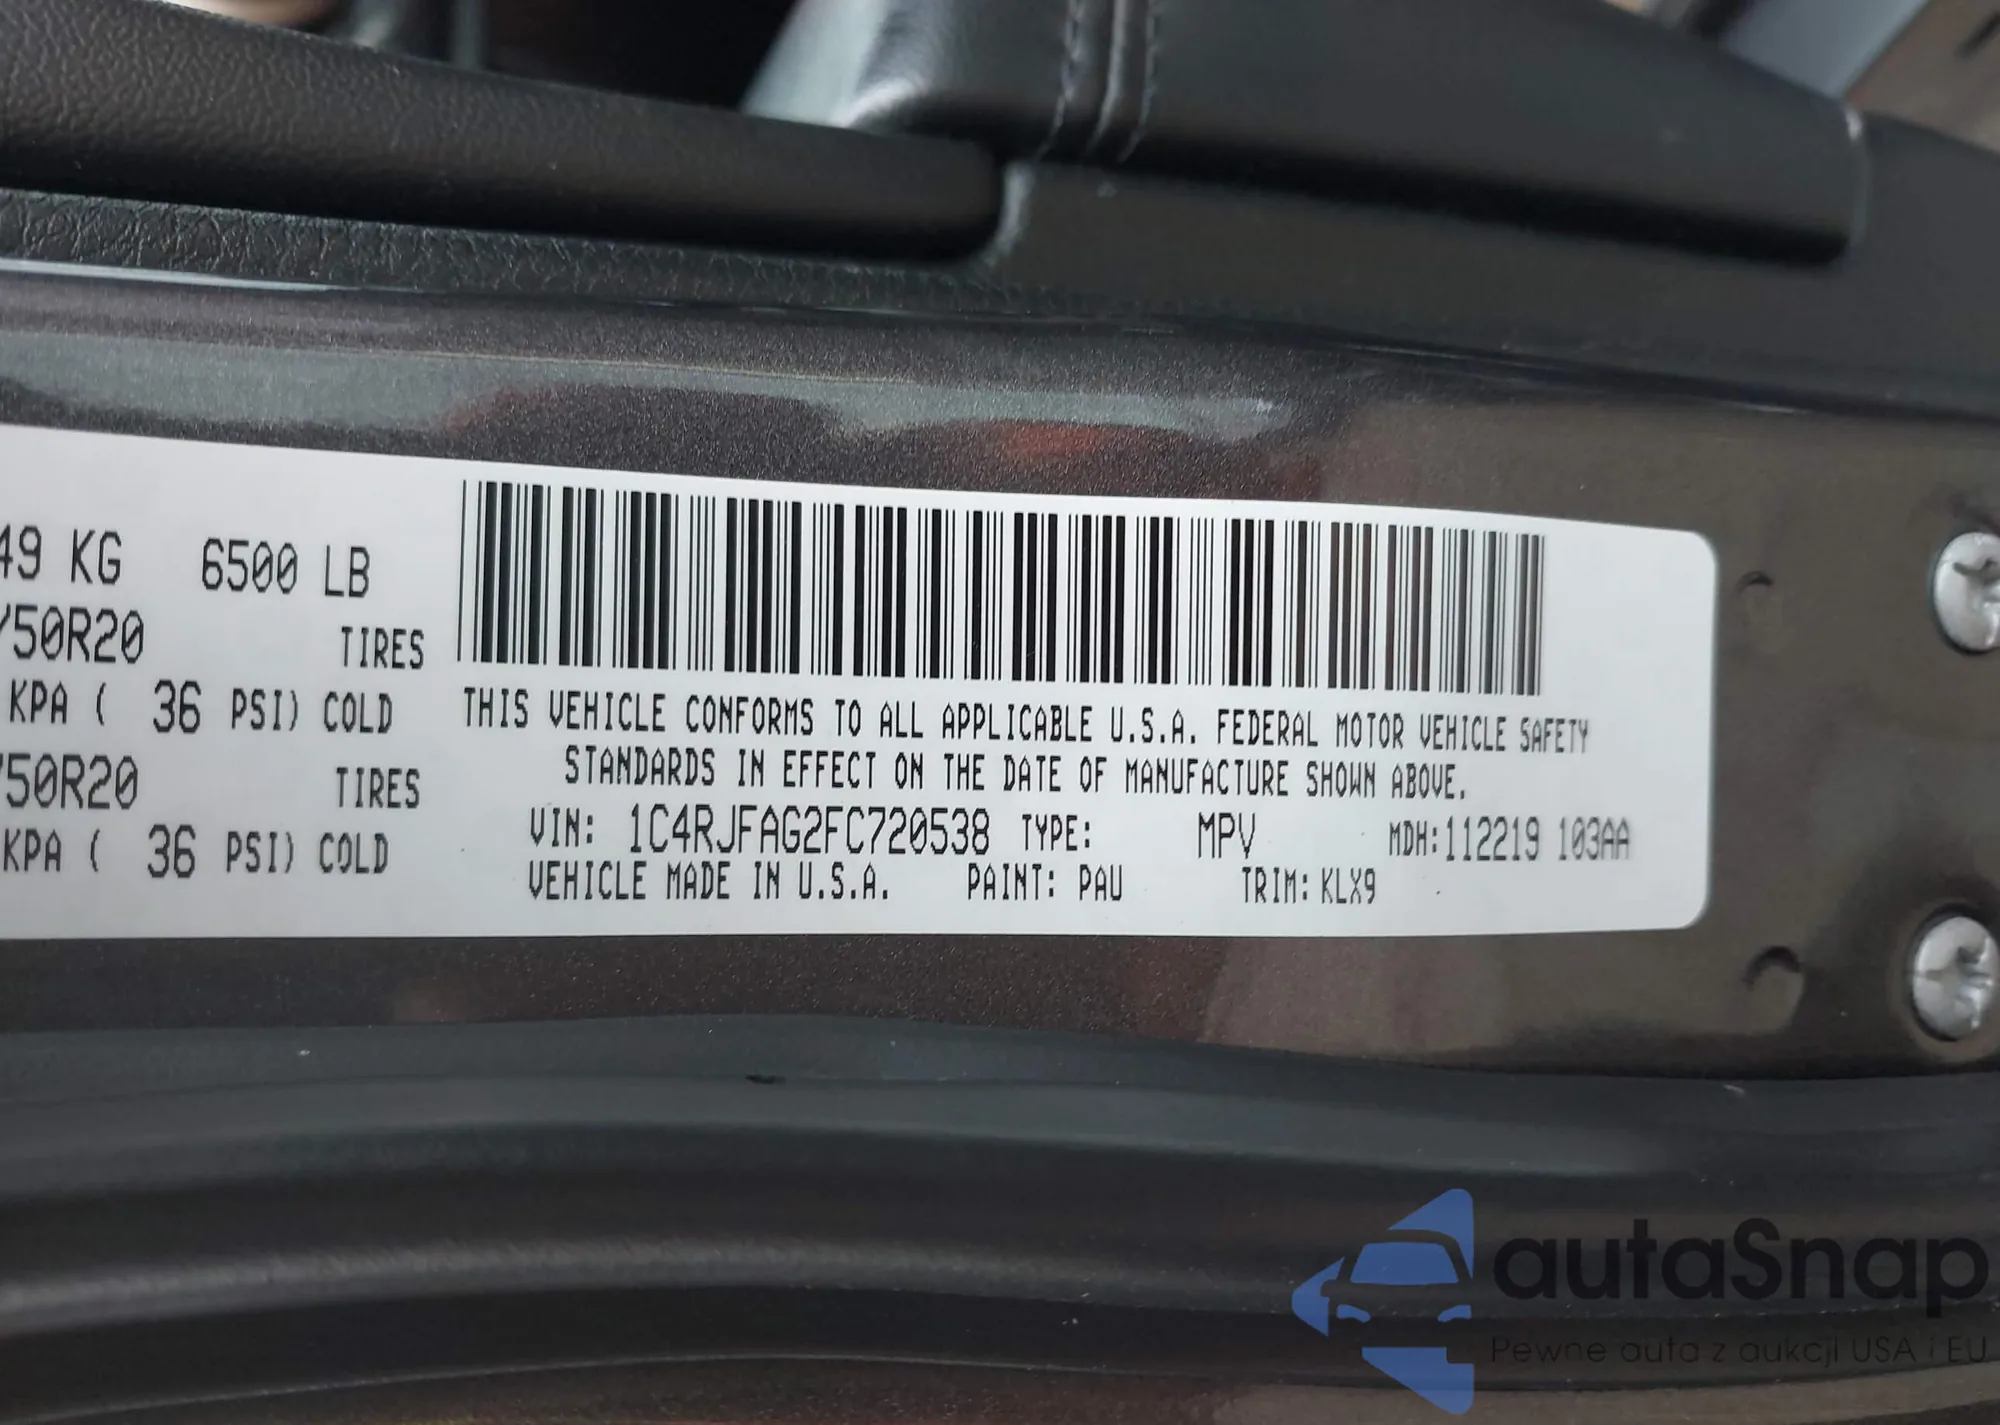 49 KG 6500 LB
/50R20 TIRES
KPA ( 36 PSI) COLD
/50R20 TIRES
KPA ( 36 PSI) COLD
THIS VEHICLE CONFORMS TO ALL APPLICABLE U.S.A. FEDERAL MOTOR VEHICLE SAFETY
STANDARDS IN EFFECT ON THE DATE OF MANUFACTURE SHOWN ABOVE.
VIN: 1C4RJFAG2FC720538 TYPE: MPV MDH:112219 103AA
VEHICLE MADE IN U.S.A. PAINT: PAU TRIM: KLX9
autaSnap
Pewne auta z aukcji USA i EU